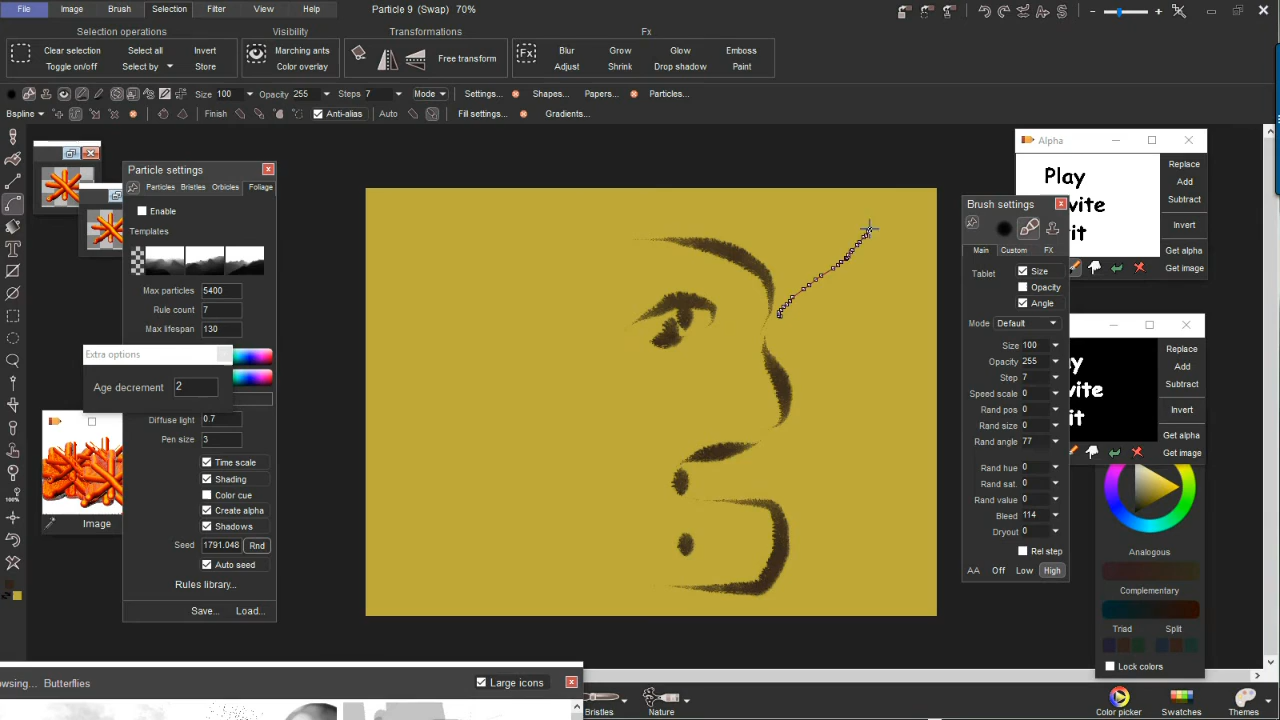 File Image Brush Selection Filter View Help Particle 9 (Swap) 70%
Selection operations Visibility Transformations Fx
Clear selection Select all Invert Marching ants Free transform Blur Grow Glow Emboss
Toggle on/off Select by Store Color overlay Adjust Shrink Drop shadow Paint
Size 100 Opacity 255 Steps 7 Mode Settings... Shapes... Papers... Particles...
Bspline Finish Anti-alias Auto Fill settings... Gradients...
Particle settings
Particles Bristles Orbicles Foliage
Enable
Templates
Max particles 5400
Rule count 7
Max lifespan 130
Extra options
Age decrement 2
Diffuse light 0.7
Pen size 3
Time scale
Shading
Color cue
Create alpha
Shadows
Seed 1791.048 Rnd
Auto seed
Rules library...
Save... Load...
Image
100%
Butterflies Large icons
Brush settings
Main Custom FX
Tablet Size
Opacity
Angle
Mode Default
Size 100
Opacity 255
Step 7
Speed scale 0
Rand pos 0
Rand size 0
Rand angle 77
Rand hue 0
Rand sat. 0
Rand value 0
Bleed 114
Dryout 0
Rel step
AA Off Low High
Alpha
Play
Replace
Add
Subtract
Invert
Get alpha
Get image
Replace
Add
Subtract
Invert
Get alpha
Get image
Analogous
Complementary
Triad Split
Lock colors
Bristles Nature Color picker Swatches Themes